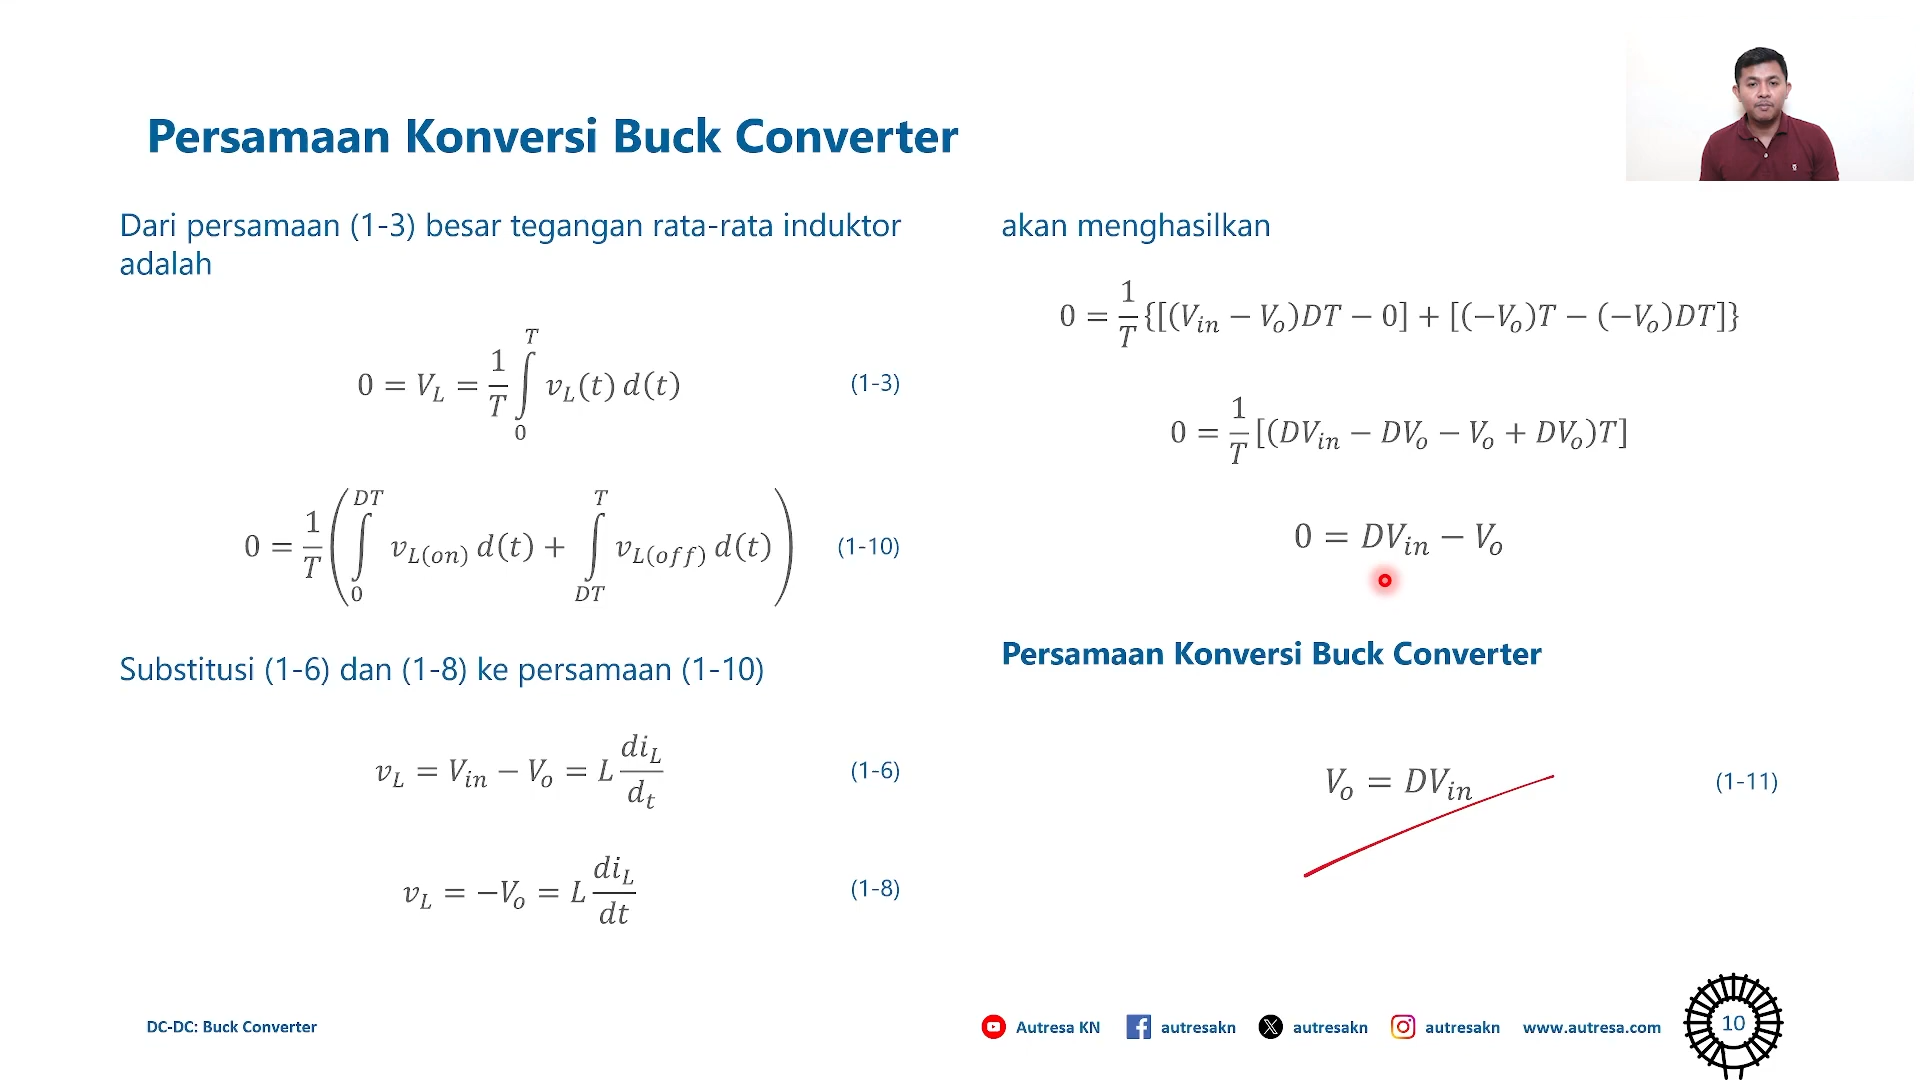 Persamaan Konversi Buck Converter
Dari persamaan (1-3) besar tegangan rata-rata induktor
adalah
0 = V_L = \frac{1}{T} \int_0^T v_L(t) d(t) (1-3)
0 = \frac{1}{T} \left( \int_0^{DT} v_{L(on)} d(t) + \int_{DT}^T v_{L(off)} d(t) \right) (1-10)
Substitusi (1-6) dan (1-8) ke persamaan (1-10)
v_L = V_{in} − V_o = L \frac{di_L}{d_t} (1-6)
v_L = −V_o = L \frac{di_L}{dt} (1-8)
akan menghasilkan
0 = \frac{1}{T} {[(V_{in} − V_o)DT − 0] + [(−V_o)T − (−V_o)DT]}
0 = \frac{1}{T} [(DV_{in} − DV_o − V_o + DV_o)T]
0 = DV_{in} − V_o
Persamaan Konversi Buck Converter
V_o = DV_{in} (1-11)
DC-DC: Buck Converter
Autresa KN autresakn autresakn autresakn www.autresa.com 10